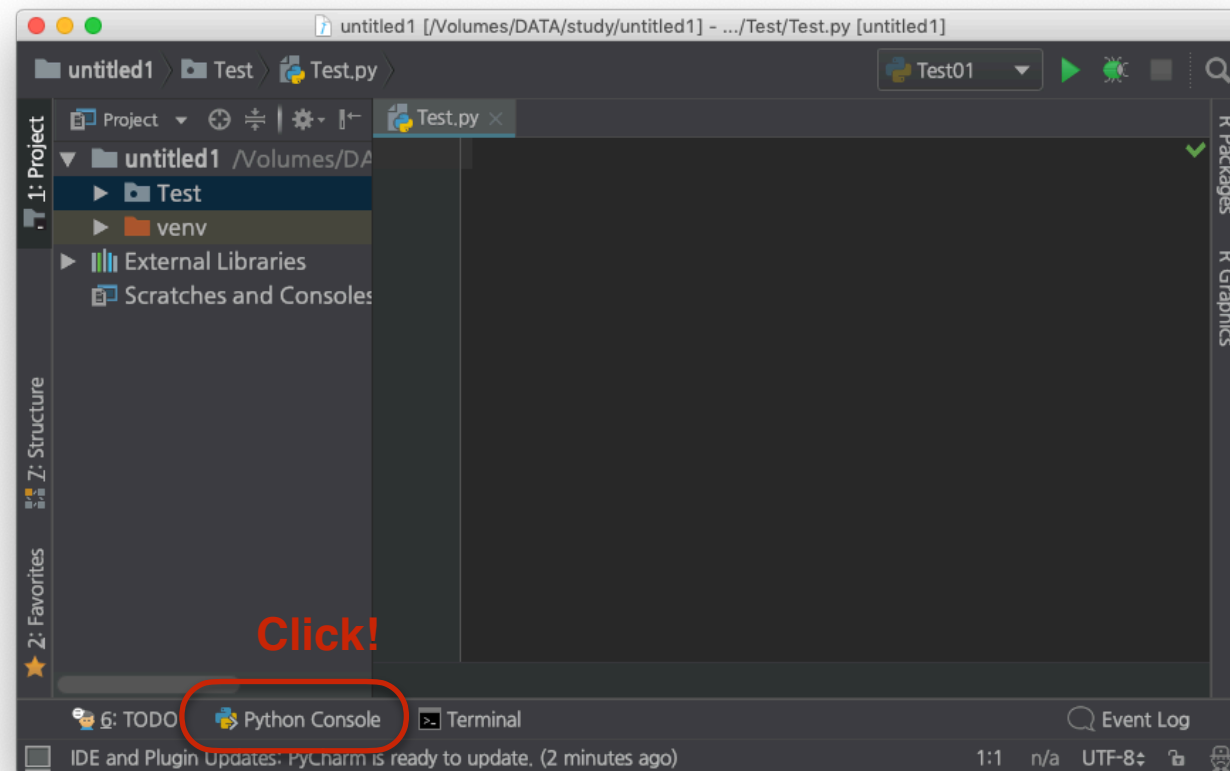 untitled1 [/Volumes/DATA/study/untitled1] - .../Test/Test.py [untitled1]
untitled1 Test Test.py Test01
1: Project
Project
Test.py
untitled1 /Volumes/DA
Test
venv
External Libraries
Scratches and Consoles
R Packages
R Graphics
Z: Structure
2: Favorites
Click!
6: TODO Python Console Terminal Event Log
IDE and Plugin Updates: PyCharm is ready to update. (2 minutes ago) 1:1 n/a UTF-8